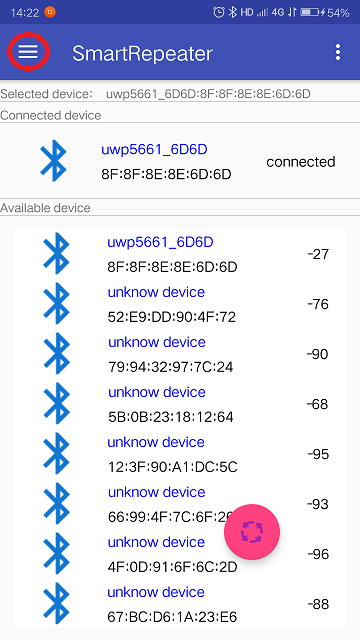 14:22 HD 4G 54%
SmartRepeater
Selected device: uwp5661_6D6D:8F:8F:8E:8E:6D:6D
Connected device
uwp5661_6D6D
8F:8F:8E:8E:6D:6D
connected
Available device
uwp5661_6D6D
8F:8F:8E:8E:6D:6D
-27
unknow device
52:E9:DD:90:4F:72
-76
unknow device
79:94:32:97:7C:24
-90
unknow device
5B:0B:23:18:12:64
-68
unknow device
12:3F:90:A1:DC:5C
-95
unknow device
66:99:4F:7C:6F:26
-93
unknow device
4F:0D:91:6F:6C:2D
-96
unknow device
67:BC:D6:1A:23:E6
-88